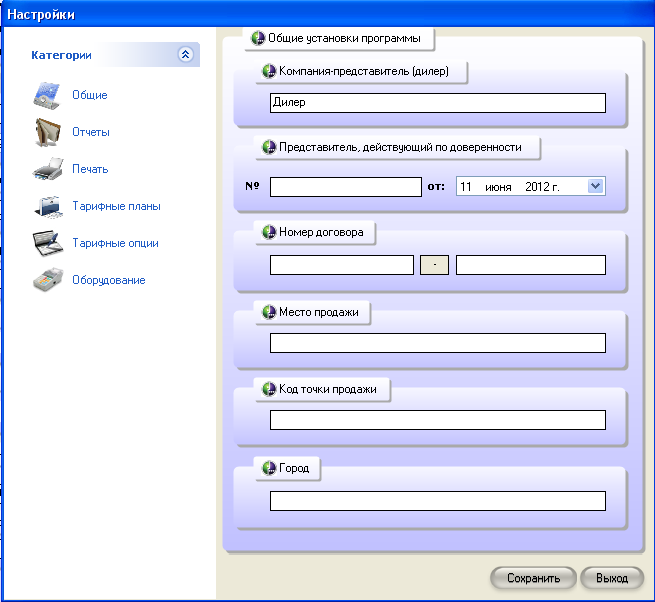 Настройки
Категории
Общие
Отчеты
Печать
Тарифные планы
Тарифные опции
Оборудование
Общие установки программы
Компания-представитель (дилер)
Дилер
Представитель, действующий по доверенности
№ от: 11 июня 2012 г.
Номер договора
-
Место продажи
Код точки продажи
Город
Сохранить Выход